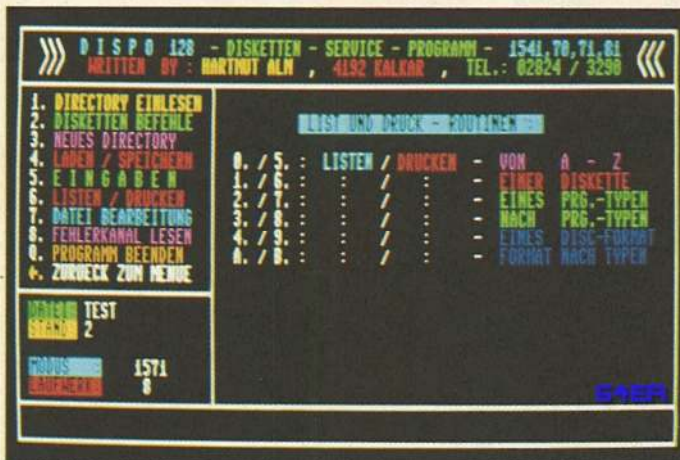 DISPO 128 - DISKETTEN - SERVICE - PROGRAMM - 1541,70,71,81
WRITTEN BY : HARTMUT ALM , 4192 KALKAR , TEL.: 02824 / 3290
1. DIRECTORY EINLESEN
2. DISKETTEN BEFEHLE
3. NEUES DIRECTORY
4. LADEN / SPEICHERN
5. EINGABEN
6. LISTEN / DRUCKEN
7. DATEI BEARBEITUNG
8. FEHLERKANAL LESEN
Q. PROGRAMM BEENDEN
←. ZURUECK ZUM MENUE
LIST UND DRUCK - ROUTINEN :
0. / 5. : LISTEN / DRUCKEN - VON A - Z
1. / 6. : : / : - EINER DISKETTE
2. / 7. : : / : - EINES PRG.-TYPEN
3. / 8. : : / : - NACH PRG.-TYPEN
4. / 9. : : / : - EINES DISC-FORMAT
A. / B. : : / : - FORMAT NACH TYPEN
DATEI: TEST
STAND: 2
MODUS : 1571
LAUFWERK: 8
64ER